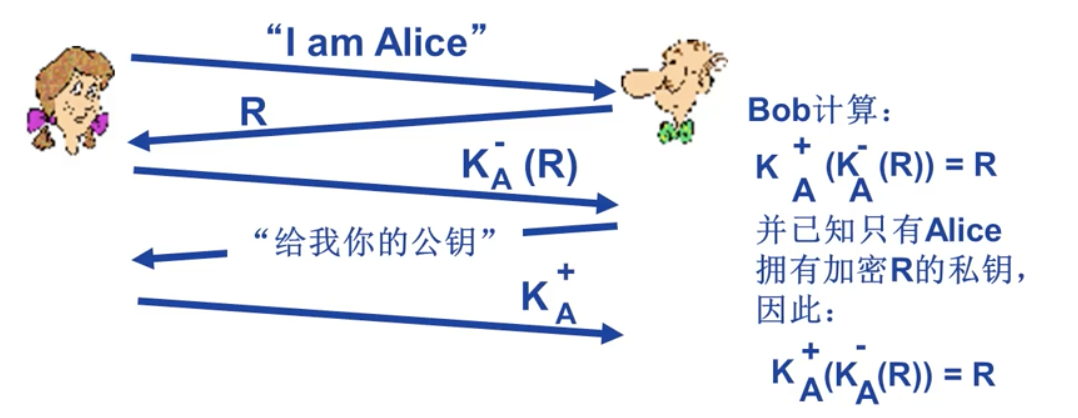 “I am Alice”
R
K_A^- (R)
“给我你的公钥”
K_A^+
Bob计算：
K_A^+ (K_A^- (R)) = R
并已知只有Alice
拥有加密R的私钥，
因此：
K_A^+ (K_A^- (R)) = R